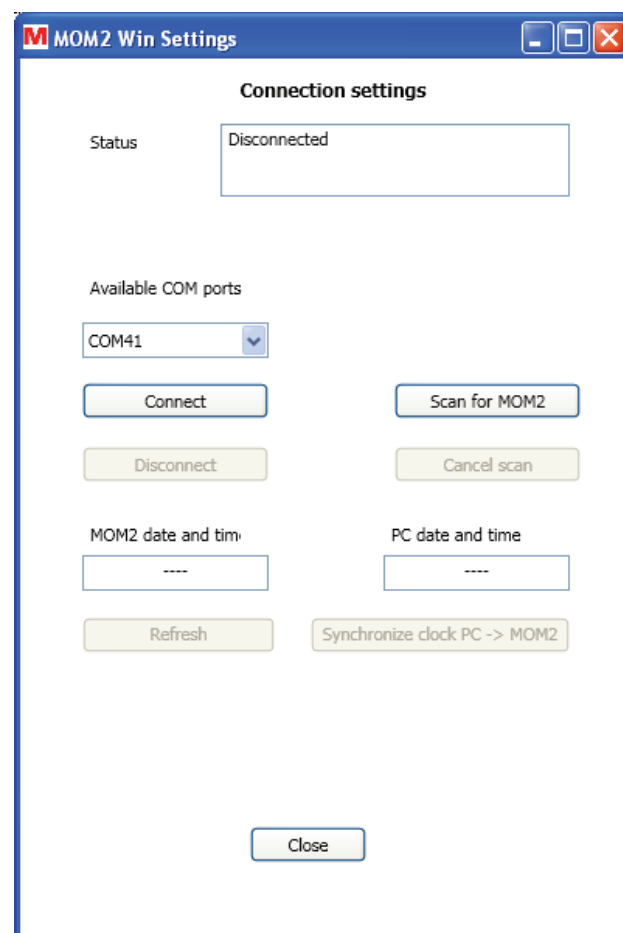 M MOM2 Win Settings
Connection settings
Status
Disconnected
Available COM ports
COM41
Connect
Scan for MOM2
Disconnect
Cancel scan
MOM2 date and tim
PC date and time
----
----
Refresh
Synchronize clock PC -> MOM2
Close